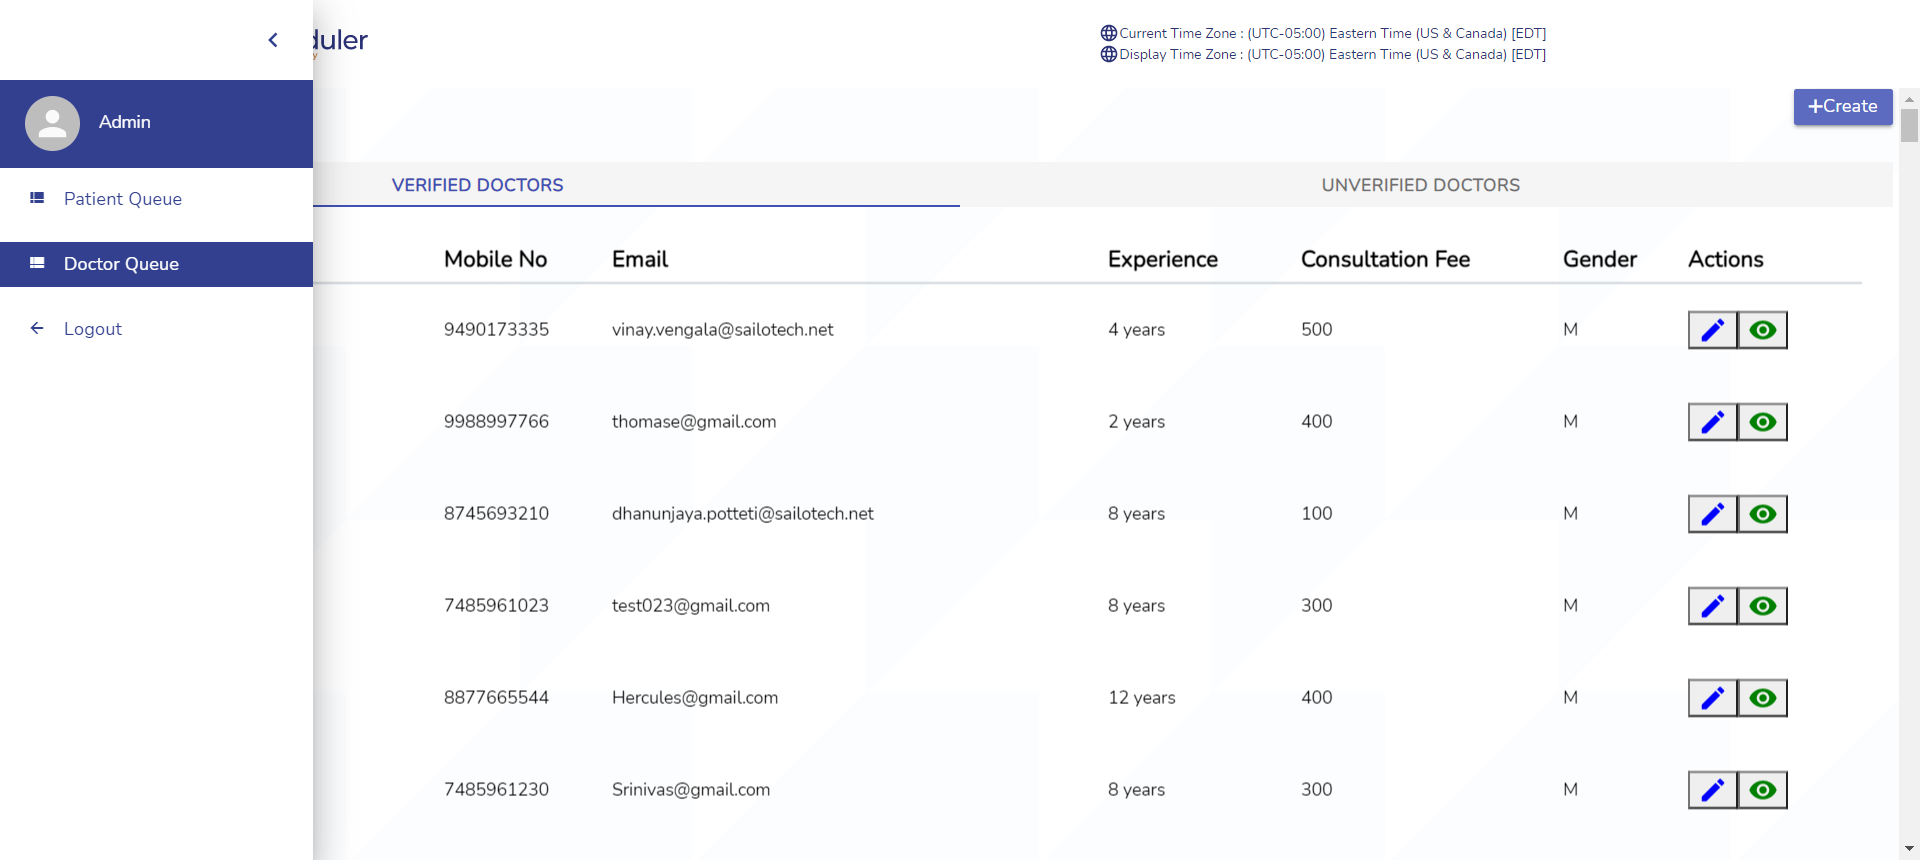 Current Time Zone : (UTC-05:00) Eastern Time (US & Canada) [EDT]
Display Time Zone : (UTC-05:00) Eastern Time (US & Canada) [EDT]
+Create
Admin
Patient Queue
Doctor Queue
Logout
VERIFIED DOCTORS UNVERIFIED DOCTORS
Mobile No Email Experience Consultation Fee Gender Actions
9490173335 vinay.vengala@sailotech.net 4 years 500 M
9988997766 thomase@gmail.com 2 years 400 M
8745693210 dhanunjaya.potteti@sailotech.net 8 years 100 M
7485961023 test023@gmail.com 8 years 300 M
8877665544 Hercules@gmail.com 12 years 400 M
7485961230 Srinivas@gmail.com 8 years 300 M